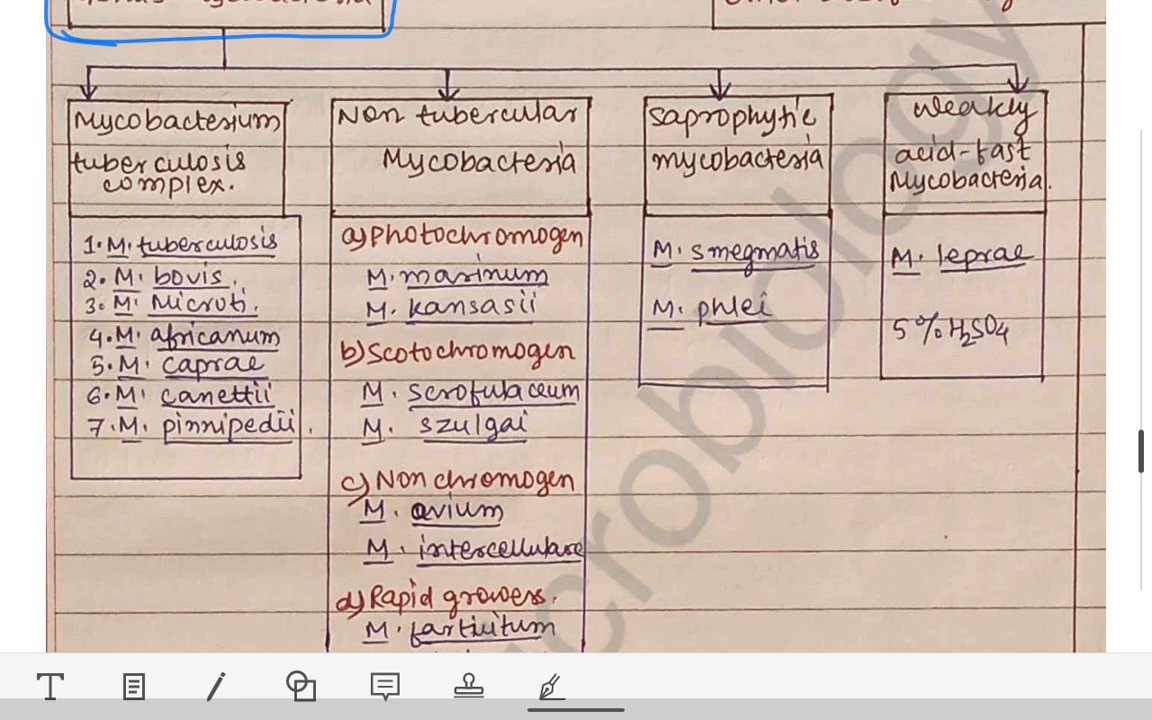 Mycobacterium
tuberculosis
complex.
1. M. tuberculosis
2. M. bovis.
3. M. Microti.
4. M. africanum
5. M. caprae
6. M. canettii
7. M. pinnipedii.
Non tubercular
Mycobacteria
a) Photochromogen
M. marinum
M. kansasii
b) Scotochromogen
M. scrofulaceum
M. szulgai
c) Non chromogen
M. avium
M. intercellulare
d) Rapid growers.
M. fortiutum
Saprophytic
mycobacteria
M. smegmatis
M. phlei
Weakly
acid-fast
Mycobacteria.
M. leprae
5% H2SO4
crobiology
T